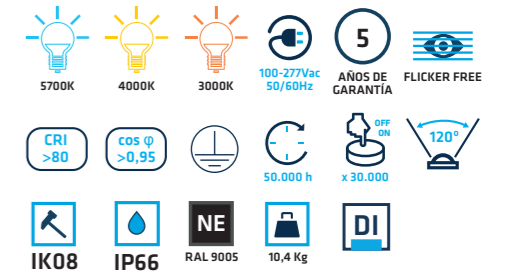 5700K
4000K
3000K
100-277Vac
50/60Hz
5
AÑOS DE
GARANTÍA
FLICKER FREE
CRI
>80
cos φ
>0,95
50.000 h
OFF
ON
x 30.000
120°
IK08
IP66
NE
RAL 9005
10,4 Kg
DI